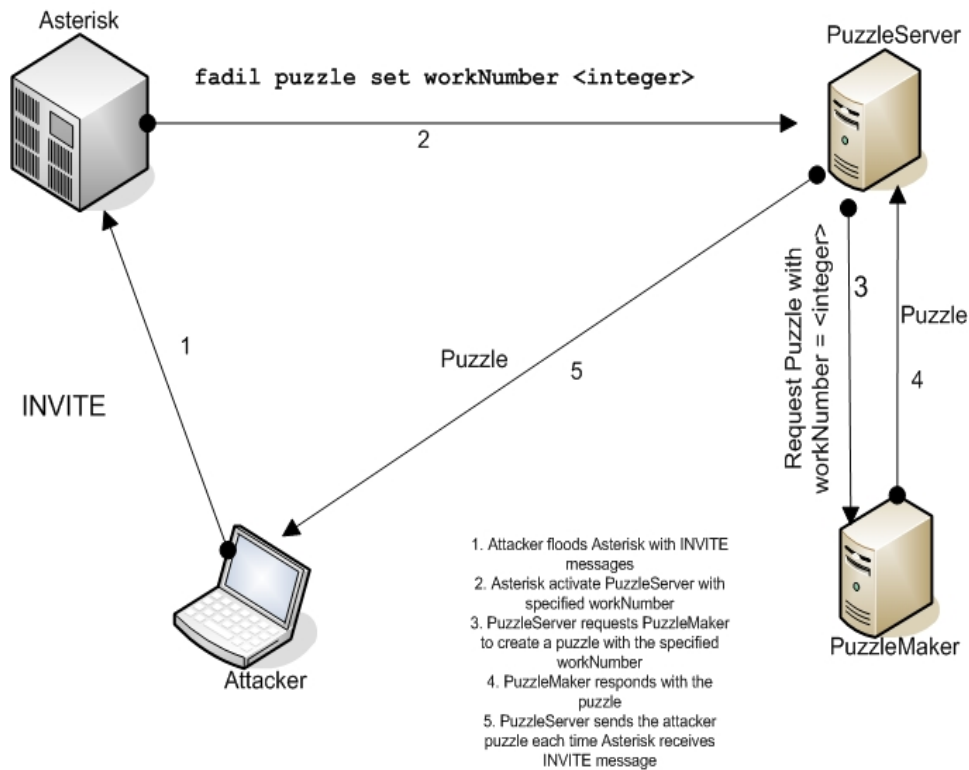 Asterisk
PuzzleServer
fadil puzzle set workNumber <integer>
2
Request Puzzle with
workNumber = <integer>
3
Puzzle
4
1
Puzzle
5
INVITE
Attacker
PuzzleMaker
1. Attacker floods Asterisk with INVITE
messages
2. Asterisk activate PuzzleServer with
specified workNumber
3. PuzzleServer requests PuzzleMaker
to create a puzzle with the specified
workNumber
4. PuzzleMaker responds with the
puzzle
5. PuzzleServer sends the attacker
puzzle each time Asterisk receives
INVITE message